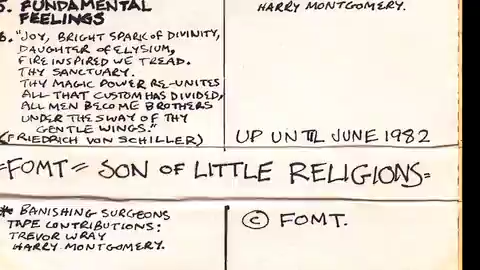 5. FUNDAMENTAL
FEELINGS
6. "JOY, BRIGHT SPARK OF DIVINITY,
DAUGHTER OF ELYSIUM,
FIRE INSPIRED WE TREAD.
THY SANCTUARY.
THY MAGIC POWER RE-UNITES
ALL THAT CUSTOM HAS DIVIDED,
ALL MEN BECOME BROTHERS
UNDER THE SWAY OF THY
GENTLE WINGS."
(FRIEDRICH VON SCHILLER)
HARRY MONTGOMERY.
UP UNTIL JUNE 1982
=FOMT= SON OF LITTLE RELIGIONS=
* BANISHING SURGEONS
TAPE CONTRIBUTIONS:
TREVOR WRAY
HARRY MONTGOMERY.
© FOMT.